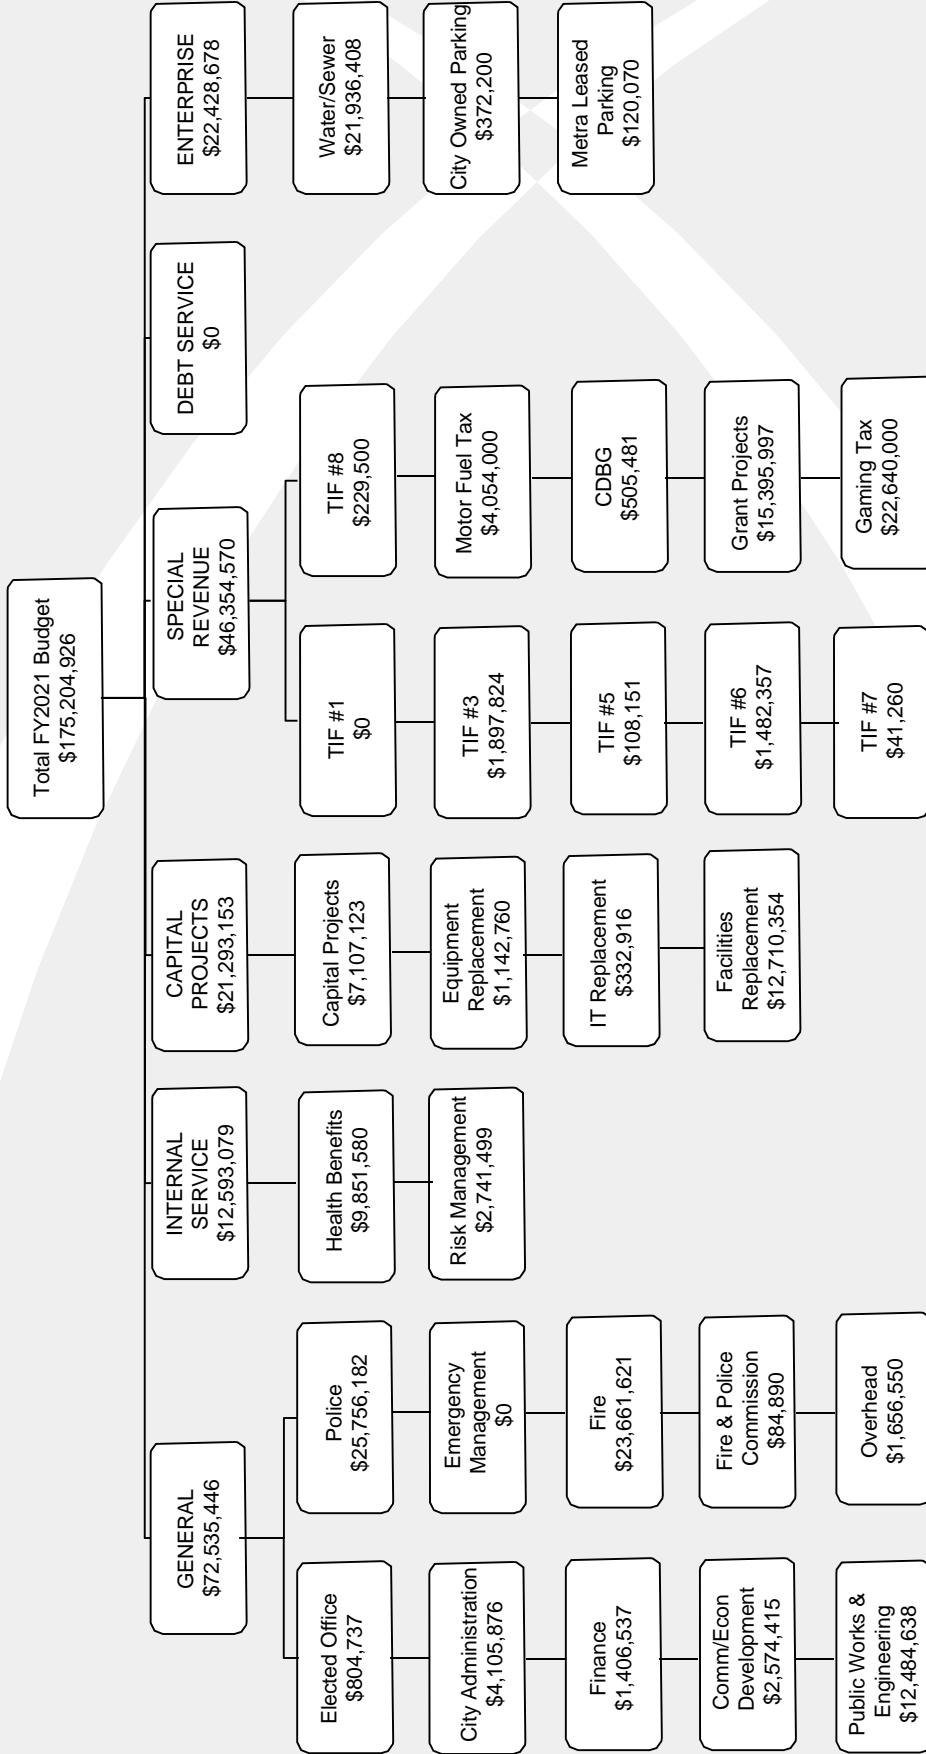 Total FY2021 Budget
$175,204,926
GENERAL
$72,535,446
Elected Office
$804,737
City Administration
$4,105,876
Finance
$1,406,537
Comm/Econ
Development
$2,574,415
Public Works &
Engineering
$12,484,638
Police
$25,756,182
Emergency
Management
$0
Fire
$23,661,621
Fire & Police
Commission
$84,890
Overhead
$1,656,550
INTERNAL
SERVICE
$12,593,079
Health Benefits
$9,851,580
Risk Management
$2,741,499
CAPITAL
PROJECTS
$21,293,153
Capital Projects
$7,107,123
Equipment
Replacement
$1,142,760
IT Replacement
$332,916
Facilities
Replacement
$12,710,354
SPECIAL
REVENUE
$46,354,570
TIF #1
$0
TIF #3
$1,897,824
TIF #5
$108,151
TIF #6
$1,482,357
TIF #7
$41,260
TIF #8
$229,500
Motor Fuel Tax
$4,054,000
CDBG
$505,481
Grant Projects
$15,395,997
Gaming Tax
$22,640,000
DEBT SERVICE
$0
ENTERPRISE
$22,428,678
Water/Sewer
$21,936,408
City Owned Parking
$372,200
Metra Leased
Parking
$120,070